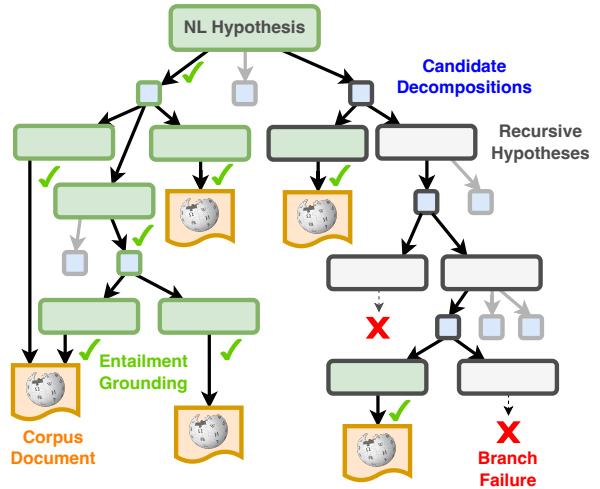 NL Hypothesis
Candidate
Decompositions
Recursive
Hypotheses
Entailment
Grounding
Corpus
Document
X
X
Branch
Failure